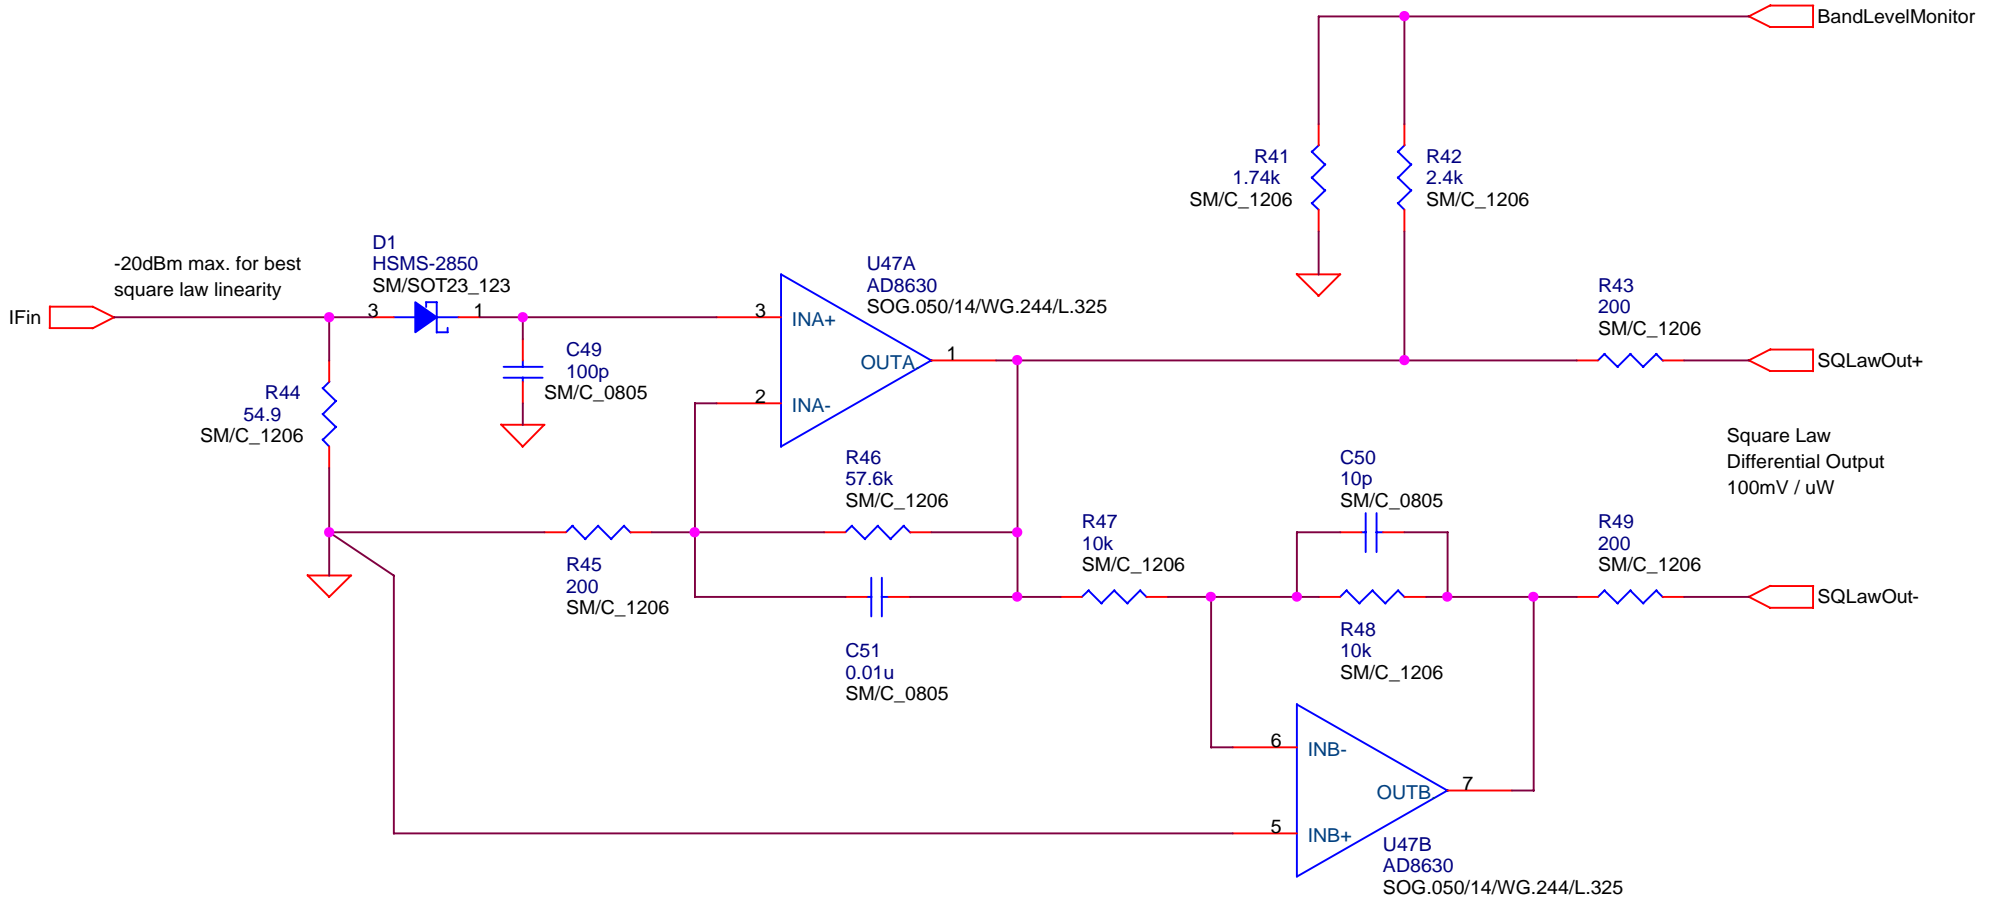 BandLevelMonitor
R41
1.74k
SM/C_1206
R42
2.4k
SM/C_1206
D1
HSMS-2850
SM/SOT23_123
-20dBm max. for best
square law linearity
IFin
3
1
U47A
AD8630
SOG.050/14/WG.244/L.325
3
INA+
OUTA
1
2
INA-
R43
200
SM/C_1206
SQLawOut+
C49
100p
SM/C_0805
R44
54.9
SM/C_1206
Square Law
Differential Output
100mV / uW
R46
57.6k
SM/C_1206
C50
10p
SM/C_0805
R45
200
SM/C_1206
R47
10k
SM/C_1206
R49
200
SM/C_1206
SQLawOut-
C51
0.01u
SM/C_0805
R48
10k
SM/C_1206
6
INB-
OUTB
7
5
INB+
U47B
AD8630
SOG.050/14/WG.244/L.325